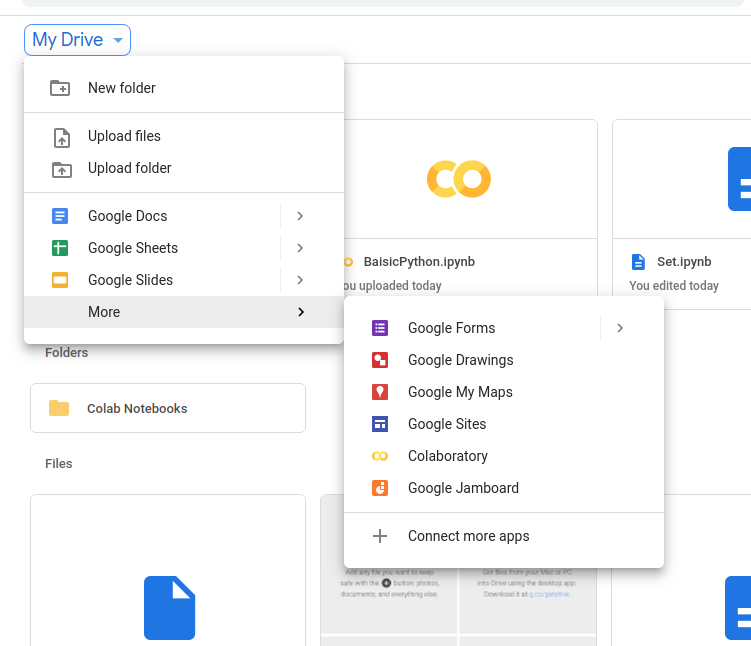 My Drive
New folder
Upload files
Upload folder
Google Docs
Google Sheets
Google Slides
More
BaisicPython.ipynb
ou uploaded today
Set.ipynb
You edited today
Google Forms
Google Drawings
Google My Maps
Google Sites
Colaboratory
Google Jamboard
Connect more apps
Folders
Colab Notebooks
Files
Add any file you want to keep
safe with the button: photos,
documents, and everything else.
Get files from your Mac or PC
into Drive using the desktop app.
Download it at g.co/getdrive.